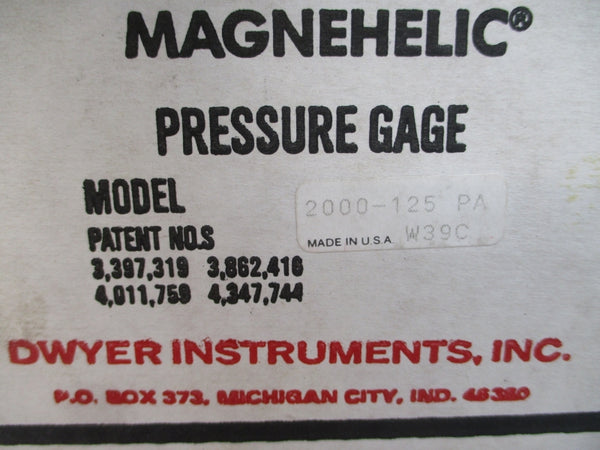 MAGNEHELIC®
PRESSURE GAGE
MODEL 2000-125 PA
MADE IN U.S.A. W39C
PATENT NO.S
3,397,319 3,862,416
4,011,759 4,347,744
DWYER INSTRUMENTS, INC.
P.O. BOX 373, MICHIGAN CITY, IND. 46360